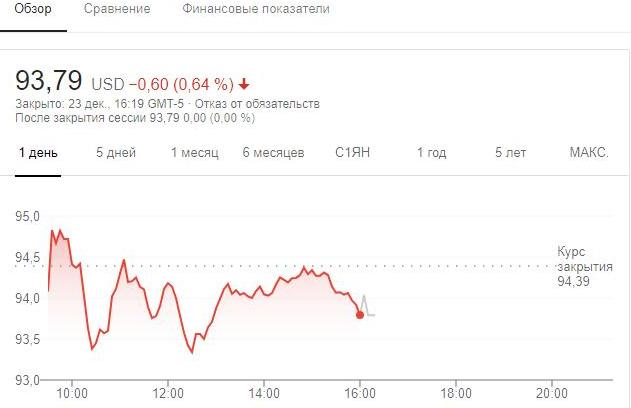 Обзор Сравнение Финансовые показатели
93,79 USD −0,60 (0,64 %)
Закрыто: 23 дек., 16:19 GMT-5 · Отказ от обязательств
После закрытия сессии 93,79 0,00 (0,00 %)
1 день 5 дней 1 месяц 6 месяцев С1ЯН 1 год 5 лет МАКС.
95,0
94,5
Курс
закрытия
94,39
94,0
93,5
93,0
10:00 12:00 14:00 16:00 18:00 20:00